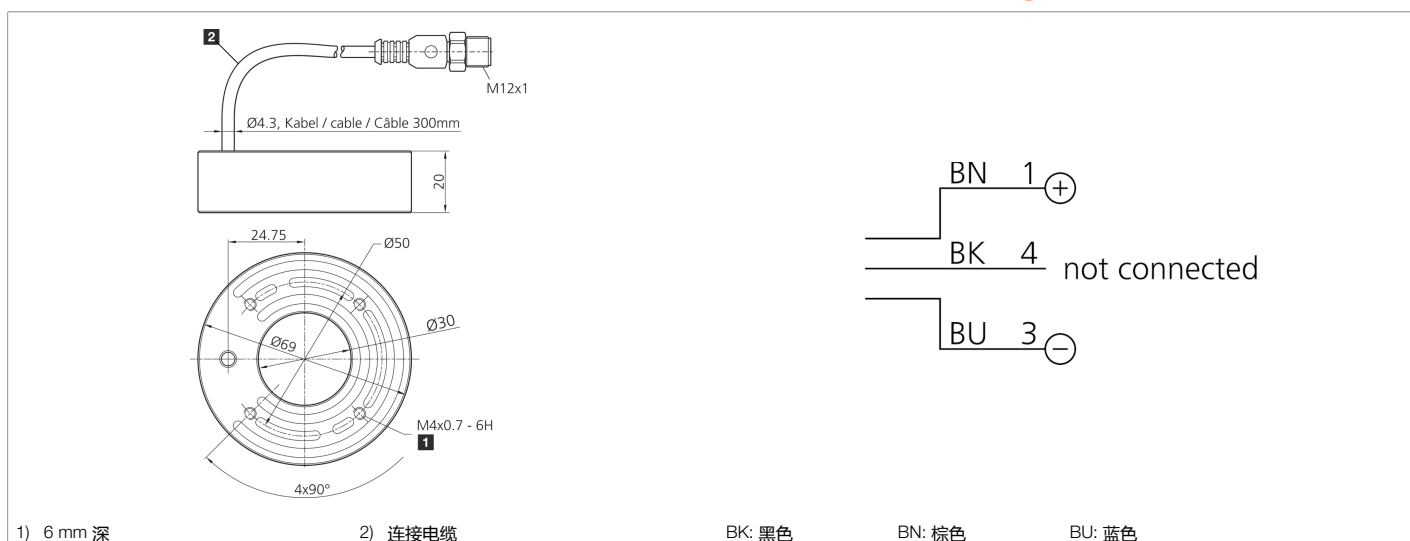 2
M12x1
Ø4.3, Kabel / cable / Câble 300mm
20
24.75
Ø50
Ø30
Ø69
M4x0.7 - 6H
1
4x90°
BN 1 +
BK 4 not connected
BU 3 −
1) 6 mm 深
2) 连接电缆
BK: 黑色
BN: 棕色
BU: 蓝色